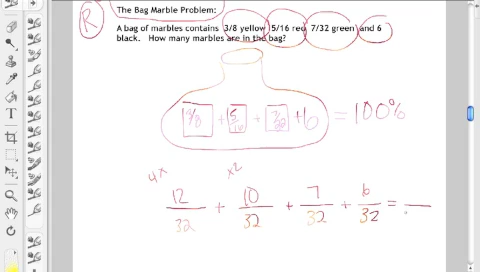 R
The Bag Marble Problem:
A bag of marbles contains 3/8 yellow 5/16 red 7/32 green and 6
black. How many marbles are in the bag?
3/8 + 5/16 + 7/32 + 6 = 100%
4x x2
12/32 + 10/32 + 7/32 + 6/32 =
T